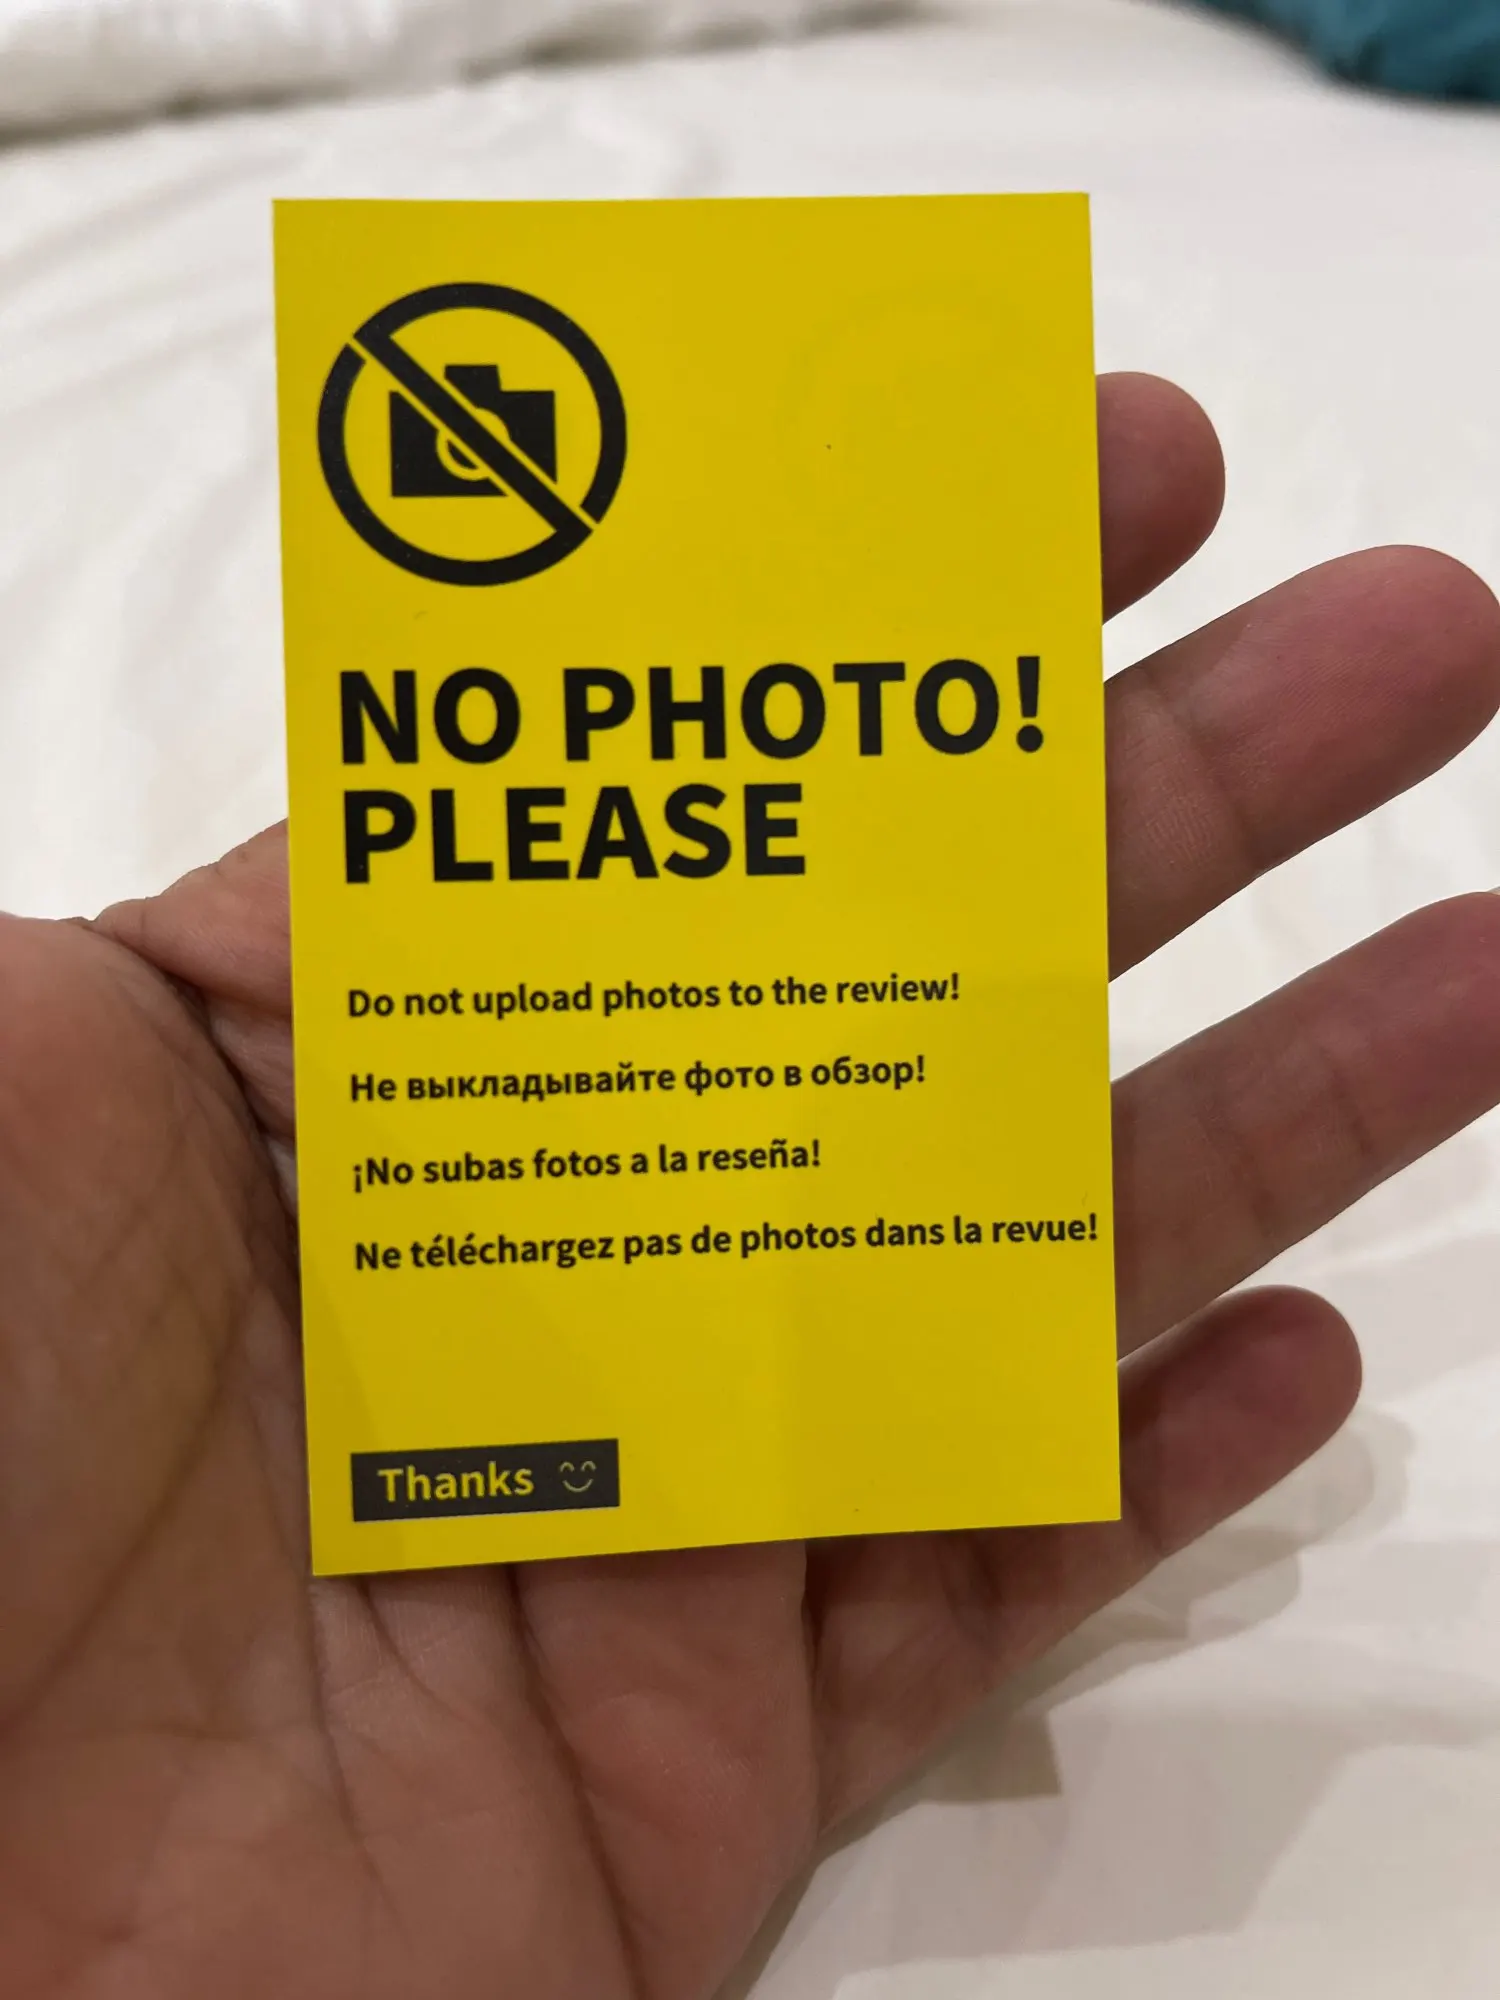 NO PHOTO!
PLEASE
Do not upload photos to the review!
Не выкладывайте фото в обзор!
¡No subas fotos a la reseña!
Ne téléchargez pas de photos dans la revue!
Thanks